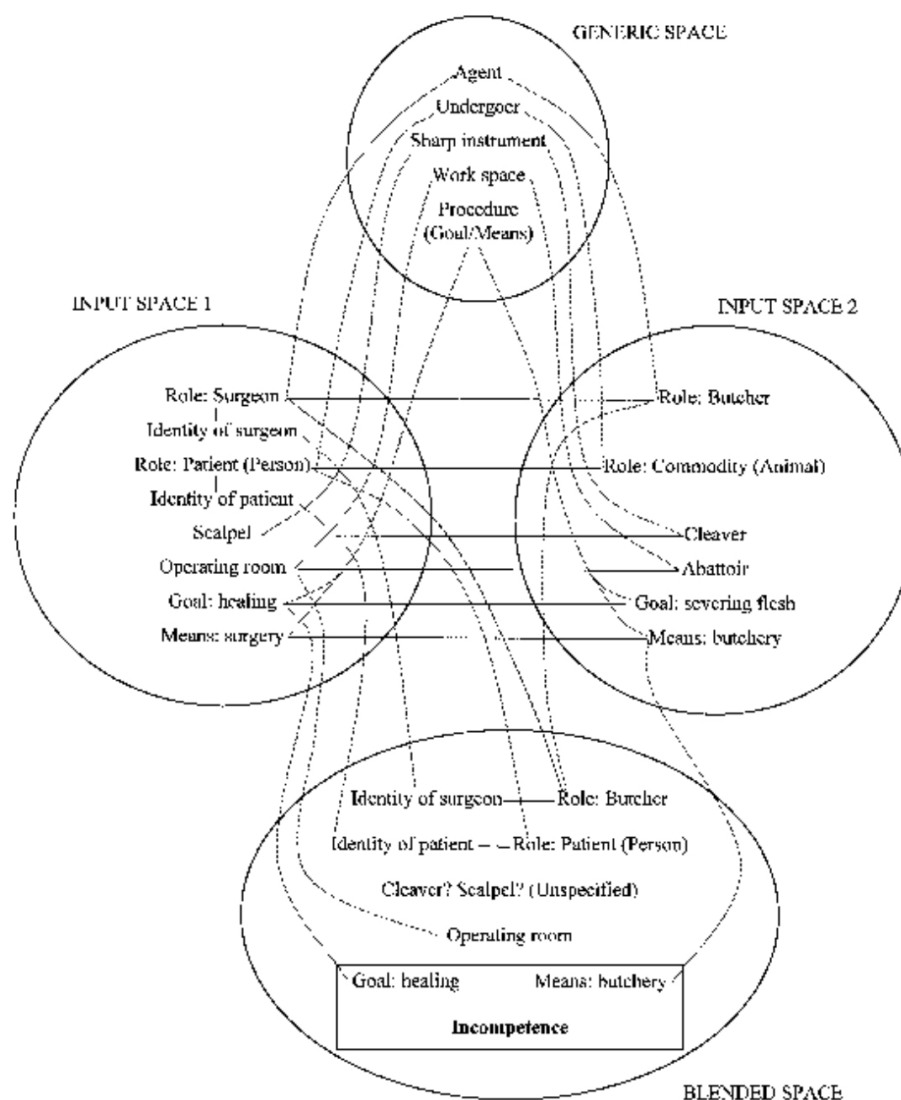 GENERIC SPACE
Agent
Undergoer
Sharp instrument
Work space
Procedure
(Goal/Means)
INPUT SPACE 1
Role: Surgeon
Identity of surgeon
Role: Patient (Person)
Identity of patient
Scalpel
Operating room
Goal: healing
Means: surgery
INPUT SPACE 2
Role: Butcher
Role: Commodity (Animal)
Cleaver
Abattoir
Goal: severing flesh
Means: butchery
Identity of surgeon Role: Butcher
Identity of patient Role: Patient (Person)
Cleaver? Scalpel? (Unspecified)
Operating room
Goal: healing Means: butchery
Incompetence
BLENDED SPACE